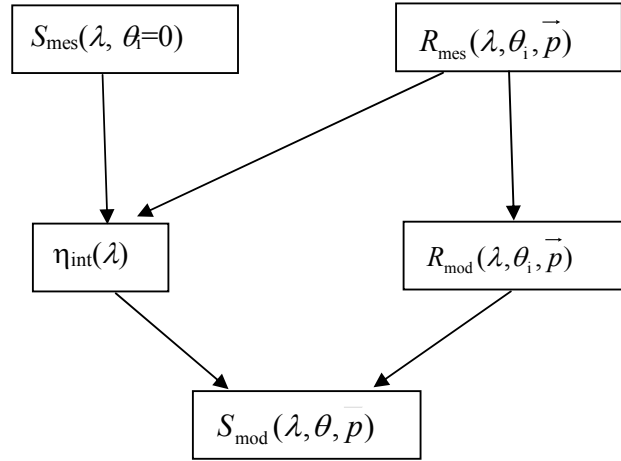 S_mes(λ, θ_i=0)
R_mes(λ,θ_i,p⃗)
η_int(λ)
R_mod(λ,θ_i,p⃗)
S_mod(λ,θ,p̅)